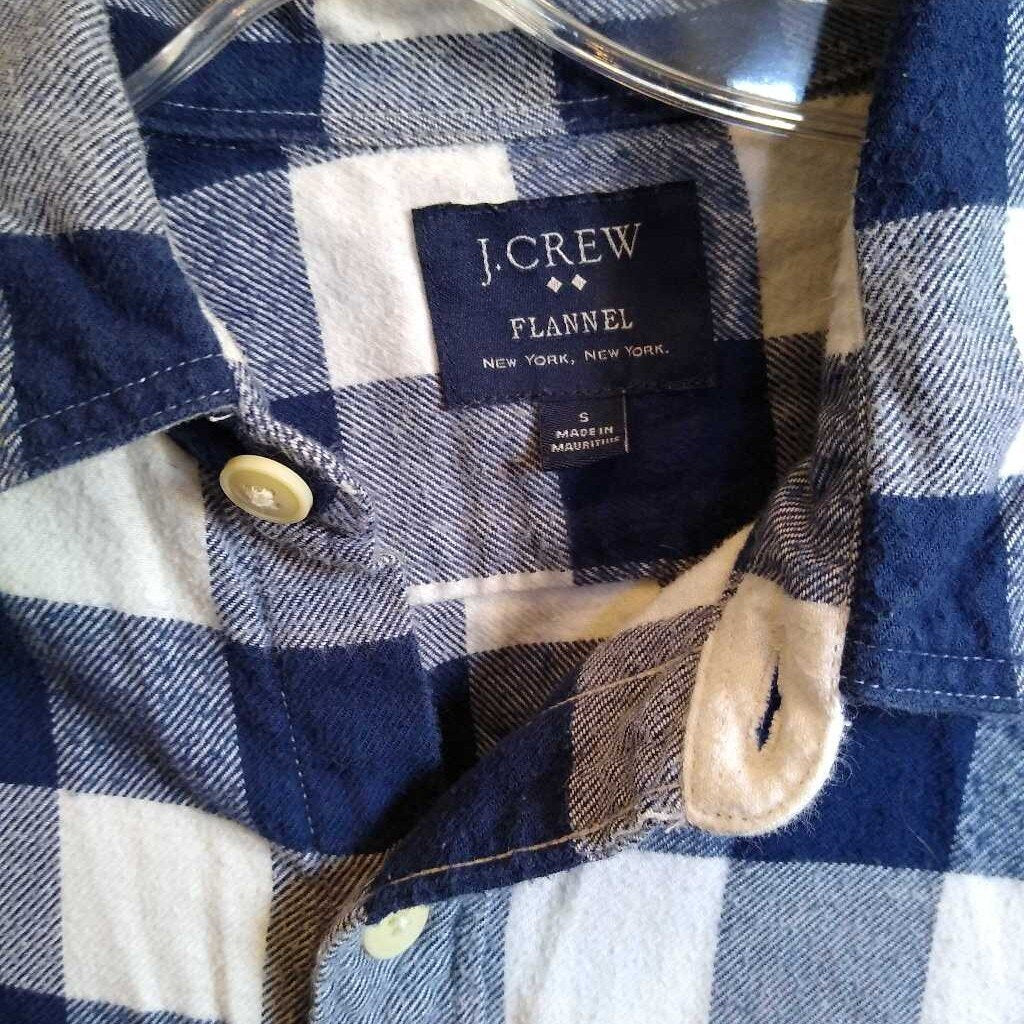 J.CREW
FLANNEL
NEW YORK, NEW YORK.
S
MADE IN
MAURITIUS